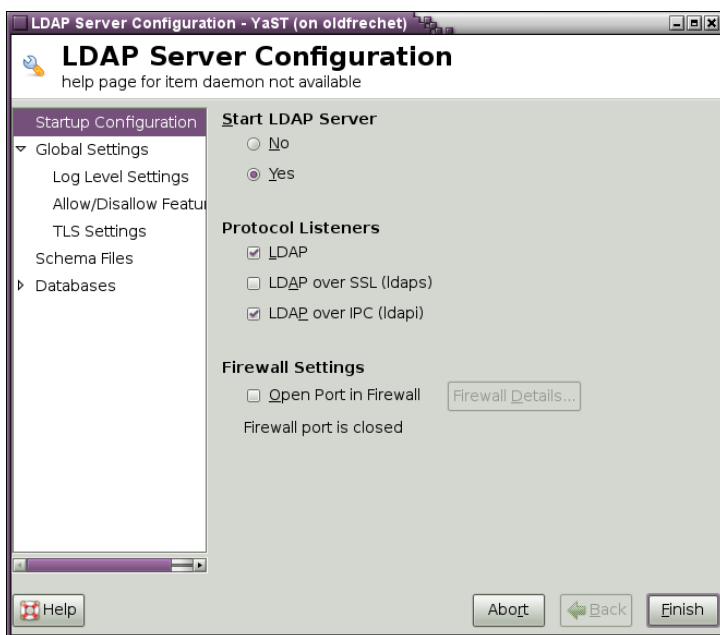 LDAP Server Configuration - YaST (on oldfrechet)
LDAP Server Configuration
help page for item daemon not available
Startup Configuration
Global Settings
Log Level Settings
Allow/Disallow Featu
TLS Settings
Schema Files
Databases
Start LDAP Server
No
Yes
Protocol Listeners
LDAP
LDAP over SSL (ldaps)
LDAP over IPC (ldapi)
Firewall Settings
Open Port in Firewall
Firewall Details...
Firewall port is closed
Help
Abort
Back
Finish